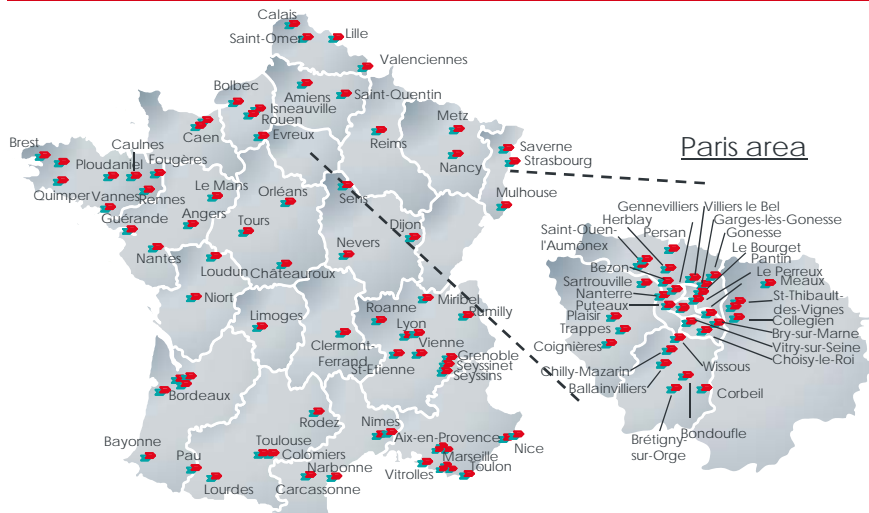 Calais
Saint-Omer
Lille
Valenciennes
Bolbec
Amiens
Saint-Quentin
Isneauville
Rouen
Caen
Evreux
Reims
Metz
Saverne
Strasbourg
Nancy
Mulhouse
Brest
Caulnes
Ploudaniel
Fougères
Quimper
Vannes
Rennes
Le Mans
Orléans
Sens
Guérande
Angers
Tours
Dijon
Nantes
Nevers
Loudun
Châteauroux
Niort
Limoges
Roanne
Miribel
Rumilly
Lyon
Clermont-
Ferrand
Vienne
St-Etienne
Grenoble
Seyssinet
Seyssins
Bordeaux
Rodez
Nimes
Aix-en-Provence
Nice
Bayonne
Pau
Toulouse
Colomiers
Marseille
Narbonne
Vitrolles
Toulon
Lourdes
Carcassonne
Paris area
Gennevilliers
Villiers le Bel
Herblay
Garges-lès-Gonesse
Saint-Ouen-
l'Aumônex
Persan
Gonesse
Le Bourget
Pantin
Bezon
Le Perreux
Sartrouville
Meaux
Nanterre
St-Thibault-
des-Vignes
Puteaux
Plaisir
Collegien
Trappes
Bry-sur-Marne
Vitry-sur-Seine
Coignières
Choisy-le-Roi
Chilly-Mazarin
Wissous
Ballainvilliers
Corbeil
Brétigny-
sur-Orge
Bondoufle